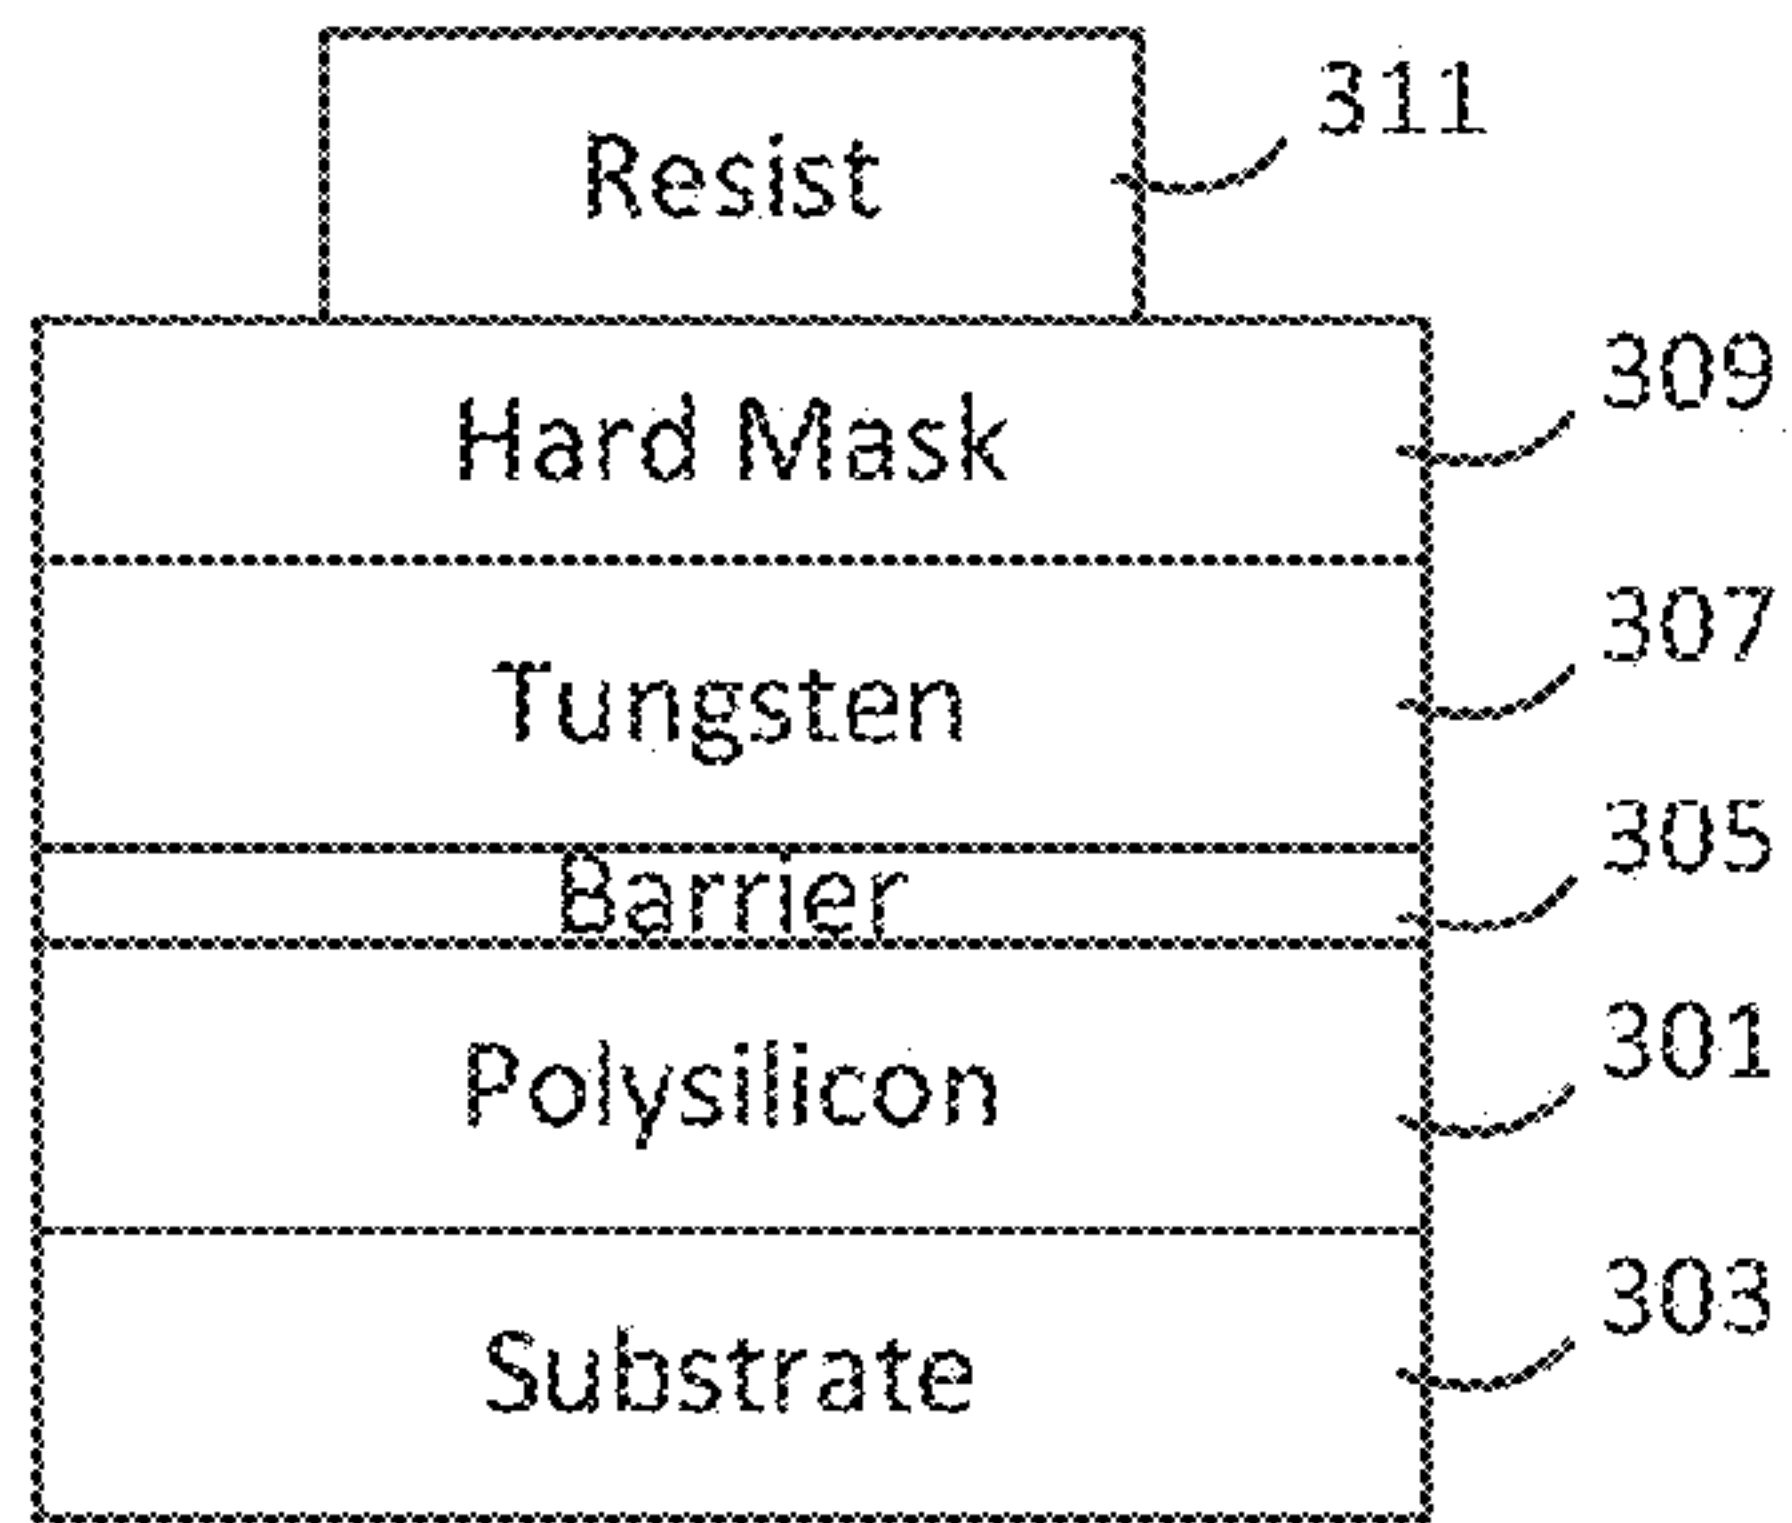 Resist
311
Hard Mask
309
Tungsten
307
Barrier
305
Polysilicon
301
Substrate
303